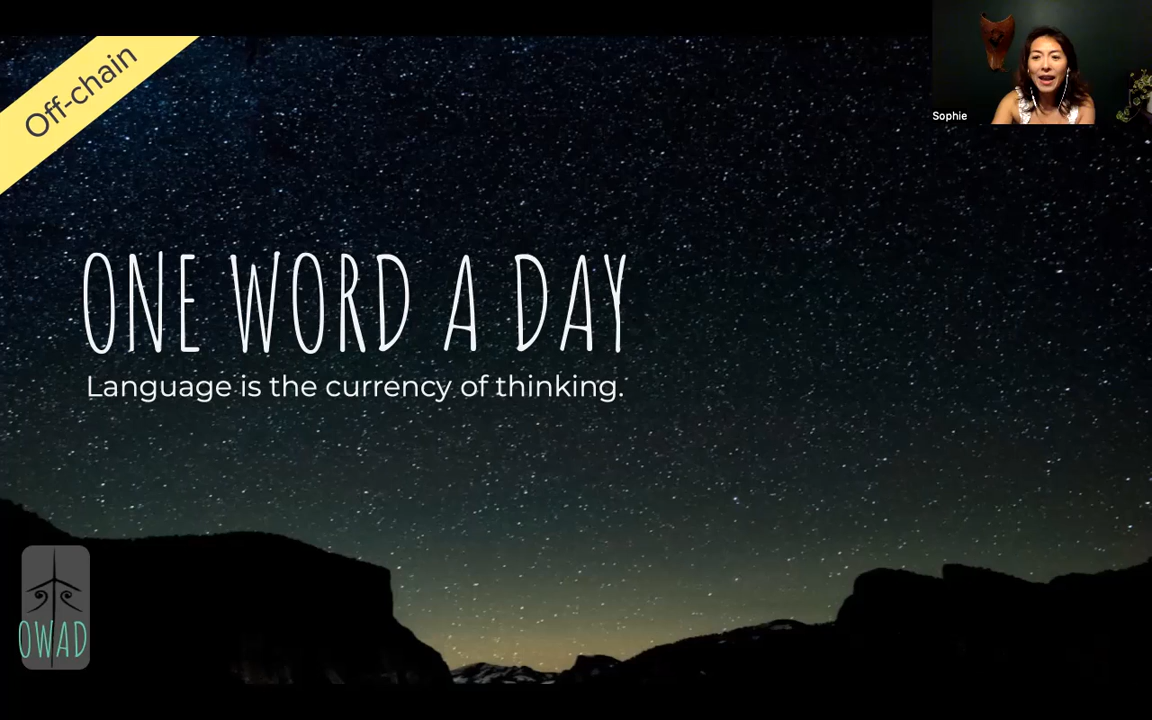 Off-chain
Sophie
ONE WORD A DAY
Language is the currency of thinking.
OWAD